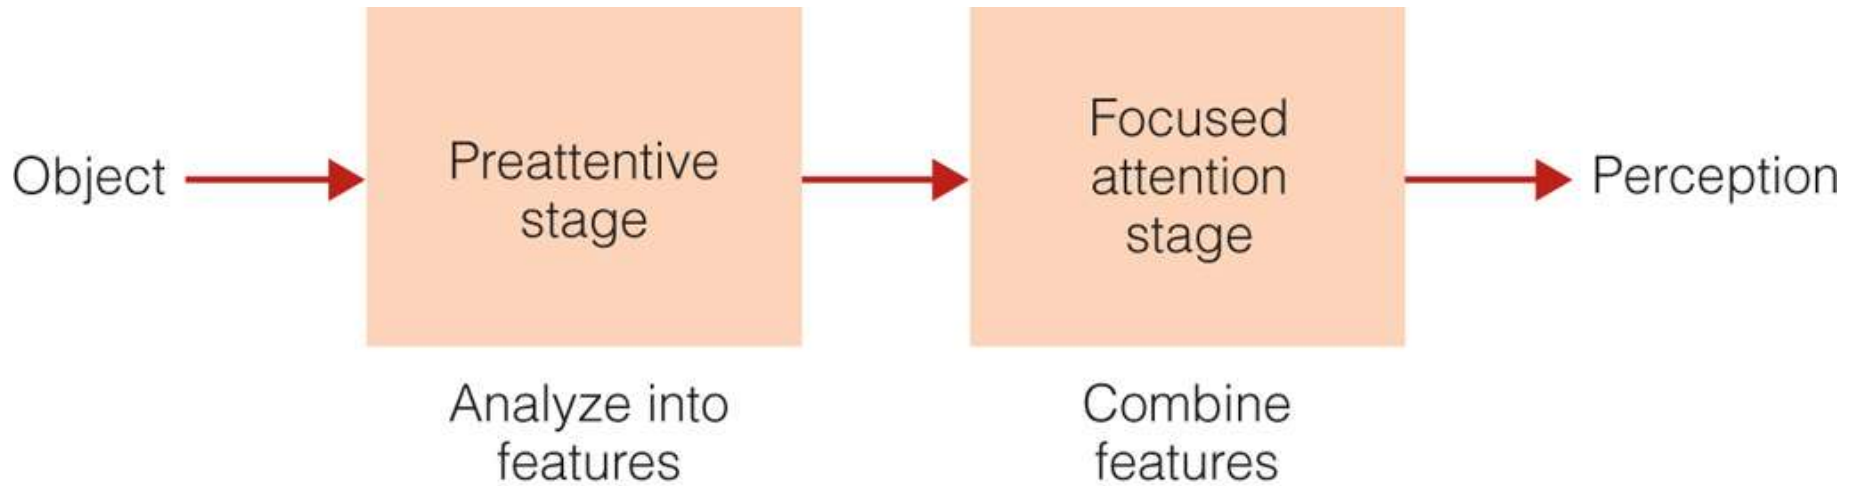 Object
Preattentive
stage
Focused
attention
stage
Perception
Analyze into
features
Combine
features